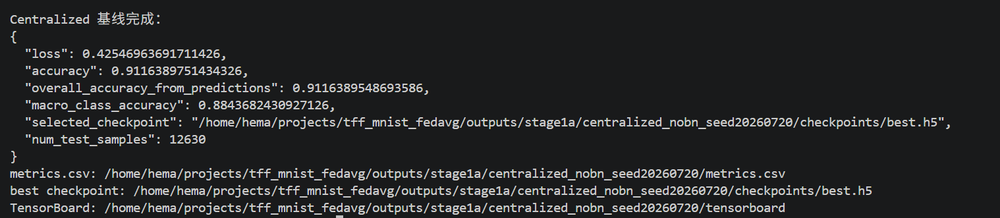 Centralized 基线完成：
{
  "loss": 0.42546963691711426,
  "accuracy": 0.9116389751434326,
  "overall_accuracy_from_predictions": 0.9116389548693586,
  "macro_class_accuracy": 0.8843682430927126,
  "selected_checkpoint": "/home/hema/projects/tff_mnist_fedavg/outputs/stage1a/centralized_nobn_seed20260720/checkpoints/best.h5",
  "num_test_samples": 12630
}
metrics.csv: /home/hema/projects/tff_mnist_fedavg/outputs/stage1a/centralized_nobn_seed20260720/metrics.csv
best checkpoint: /home/hema/projects/tff_mnist_fedavg/outputs/stage1a/centralized_nobn_seed20260720/checkpoints/best.h5
TensorBoard: /home/hema/projects/tff_mnist_fedavg/outputs/stage1a/centralized_nobn_seed20260720/tensorboard